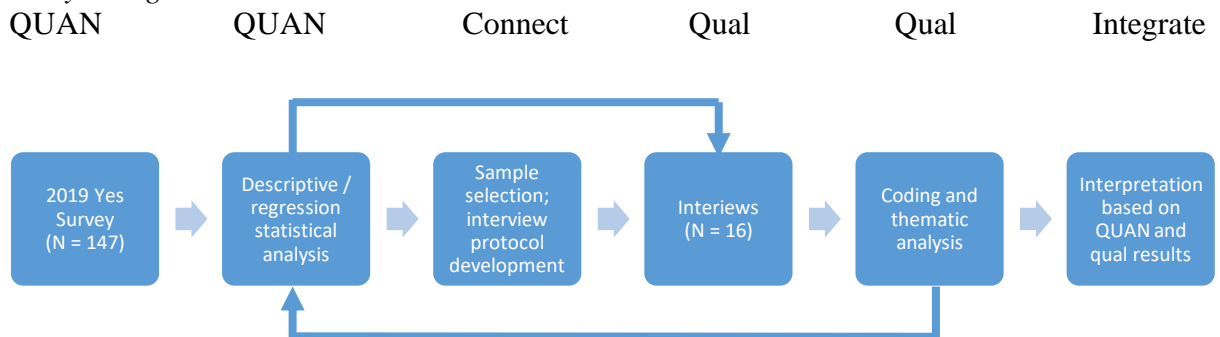 QUAN QUAN Connect Qual Qual Integrate
2019 Yes
Survey
(N = 147)
Descriptive /
regression
statistical
analysis
Sample
selection;
interview
protocol
development
Interiews
(N = 16)
Coding and
thematic
analysis
Interpretation
based on
QUAN and
qual results